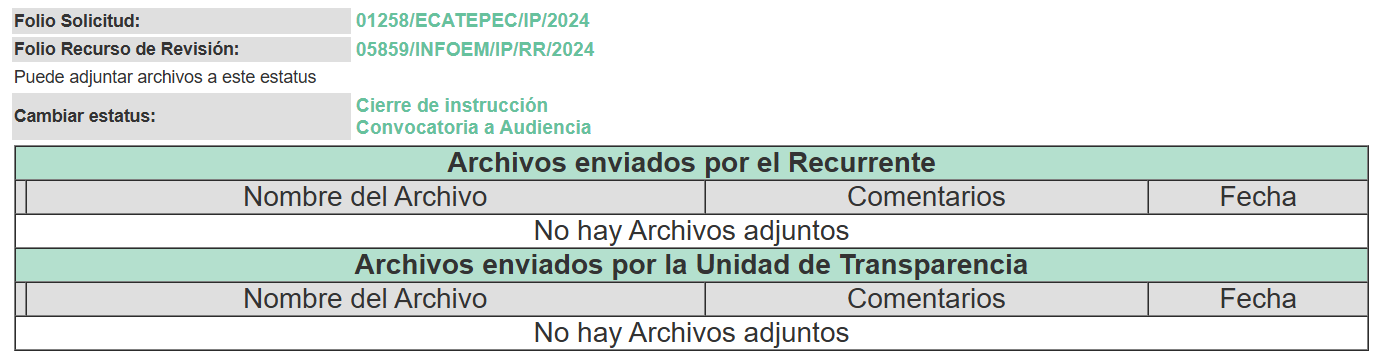 Folio Solicitud: 01258/ECATEPEC/IP/2024
Folio Recurso de Revisión: 05859/INFOEM/IP/RR/2024
Puede adjuntar archivos a este estatus
Cambiar estatus: Cierre de instrucción
Convocatoria a Audiencia
Archivos enviados por el Recurrente
Nombre del Archivo Comentarios Fecha
No hay Archivos adjuntos
Archivos enviados por la Unidad de Transparencia
Nombre del Archivo Comentarios Fecha
No hay Archivos adjuntos